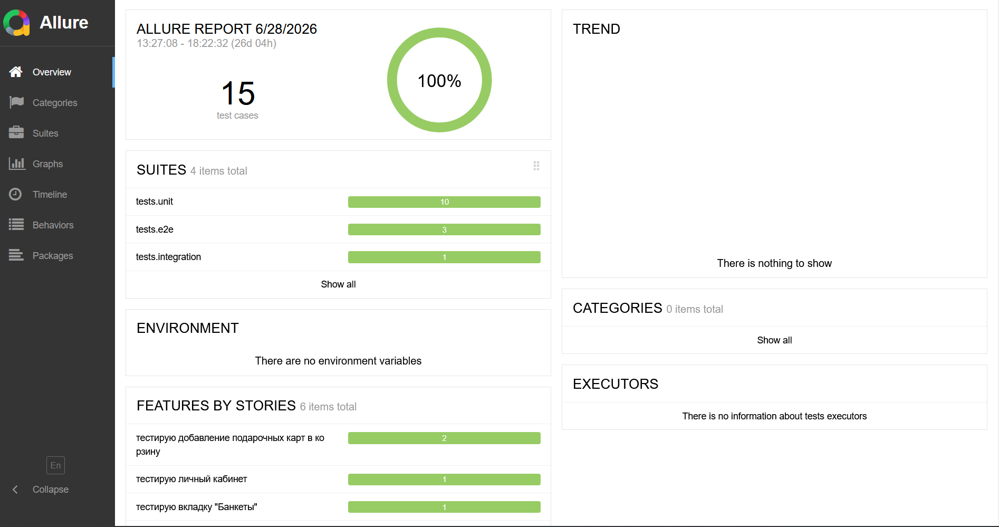 Allure
Overview
Categories
Suites
Graphs
Timeline
Behaviors
Packages
En
Collapse
ALLURE REPORT 6/28/2026
13:27:08 - 18:22:32 (26d 04h)
15
test cases
100%
SUITES 4 items total
tests.unit 10
tests.e2e 3
tests.integration 1
Show all
ENVIRONMENT
There are no environment variables
FEATURES BY STORIES 6 items total
тестирую добавление подарочных карт в ко
рзину
2
тестирую личный кабинет 1
тестирую вкладку "Банкеты" 1
TREND
There is nothing to show
CATEGORIES 0 items total
Show all
EXECUTORS
There is no information about tests executors